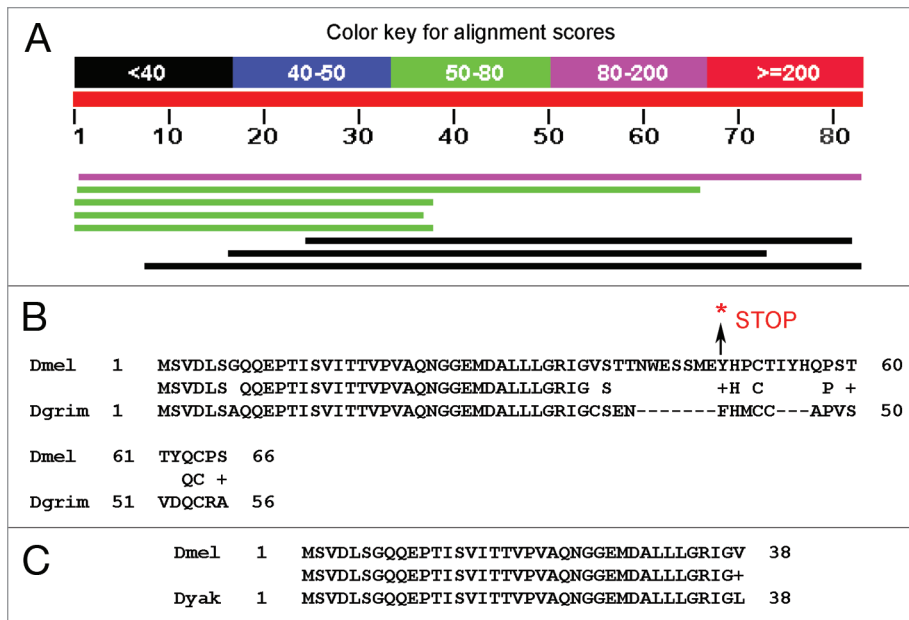 A
Color key for alignment scores
<40 40-50 50-80 80-200 >=200
1 10 20 30 40 50 60 70 80
B
* STOP
Dmel 1 MSVDLSGQQEPTISVITTVPVAQNGGEMDALLLGRIGVSTTNWESSMEYHPCTIYHQPST 60
MSVDLS QQEPTISVITTVPVAQNGGEMDALLLGRIG S +H C P +
Dgrim 1 MSVDLSAQQEPTISVITTVPVAQNGGEMDALLLGRIGCSEN-------FHMCC---APVS 50
Dmel 61 TYQCPS 66
QC +
Dgrim 51 VDQCRA 56
C
Dmel 1 MSVDLSGQQEPTISVITTVPVAQNGGEMDALLLGRIGV 38
MSVDLSGQQEPTISVITTVPVAQNGGEMDALLLGRIG+
Dyak 1 MSVDLSGQQEPTISVITTVPVAQNGGEMDALLLGRIGL 38